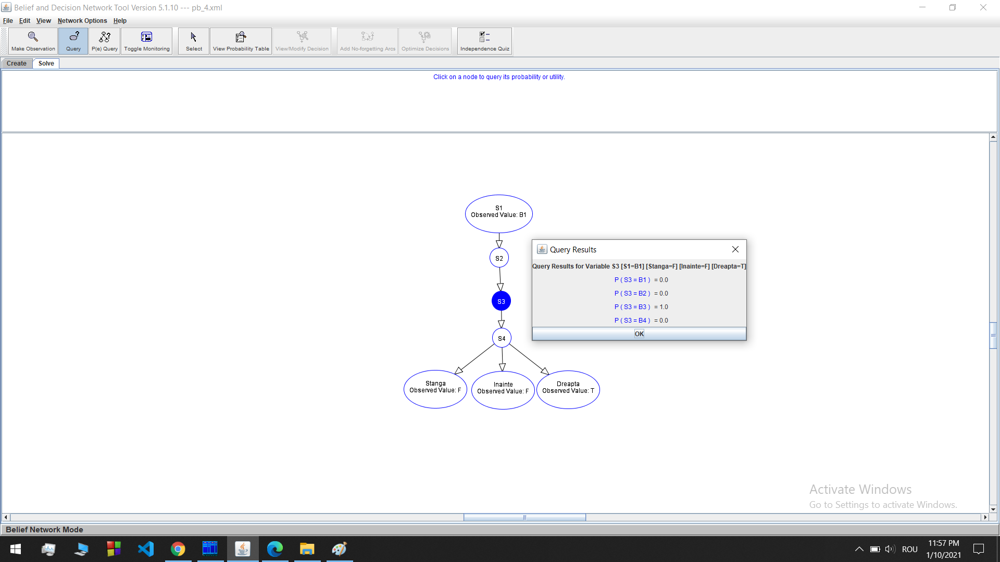 Belief and Decision Network Tool Version 5.1.10 --- pb_4.xml
File Edit View Network Options Help
Make Observation Query P(e) Query Toggle Monitoring Select View Probability Table View/Modify Decision Add No-forgetting Arcs Optimize Decisions Independence Quiz
Create Solve
Click on a node to query its probability or utility.
S1
Observed Value: B1
S2
S3
S4
Stanga
Observed Value: F
Inainte
Observed Value: F
Dreapta
Observed Value: T
Query Results
Query Results for Variable S3 [S1=B1] [Stanga=F] [Inainte=F] [Dreapta=T]
P ( S3 = B1 ) = 0.0
P ( S3 = B2 ) = 0.0
P ( S3 = B3 ) = 1.0
P ( S3 = B4 ) = 0.0
OK
Activate Windows
Go to Settings to activate Windows.
Belief Network Mode
ROU
11:57 PM
1/10/2021